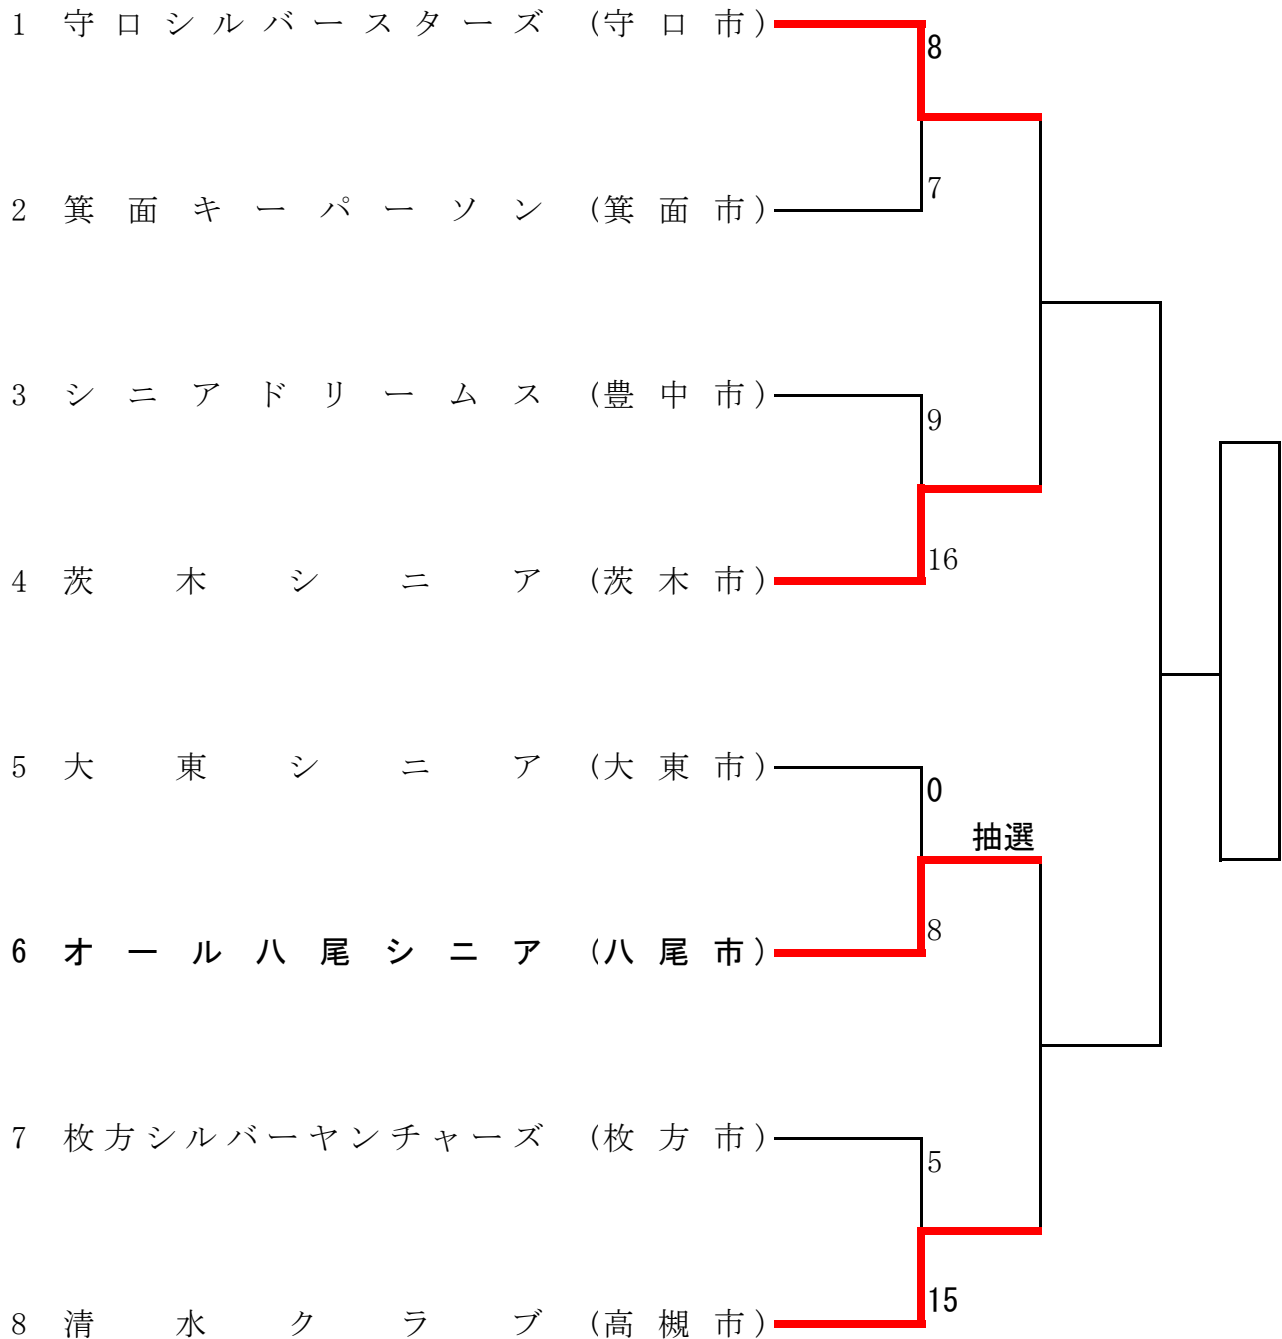 1 守口シルバースターズ (守口市)
8
7
2 箕面キーパーソン (箕面市)
3 シニアドリームス (豊中市)
9
16
4 茨木シニア (茨木市)
5 大東シニア (大東市)
0
抽選
8
6 オール八尾シニア (八尾市)
7 枚方シルバーヤンチャーズ (枚方市)
5
15
8 清水クラブ (高槻市)